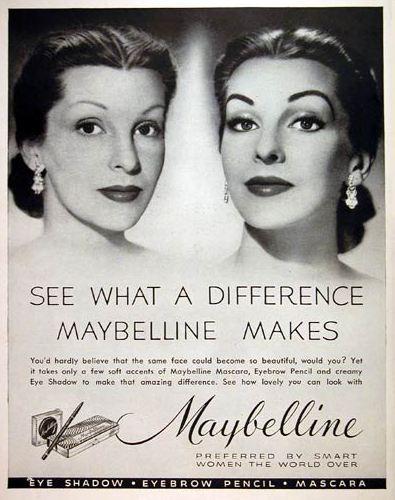 SEE WHAT A DIFFERENCE
MAYBELLINE MAKES
You'd hardly believe that the same face could become so beautiful, would you? Yet
it takes only a few soft accents of Maybelline Mascara, Eyebrow Pencil and creamy
Eye Shadow to make that amazing difference. See how lovely you can look with
Maybelline
PREFERRED BY SMART
WOMEN THE WORLD OVER
EYE SHADOW • EYEBROW PENCIL • MASCARA